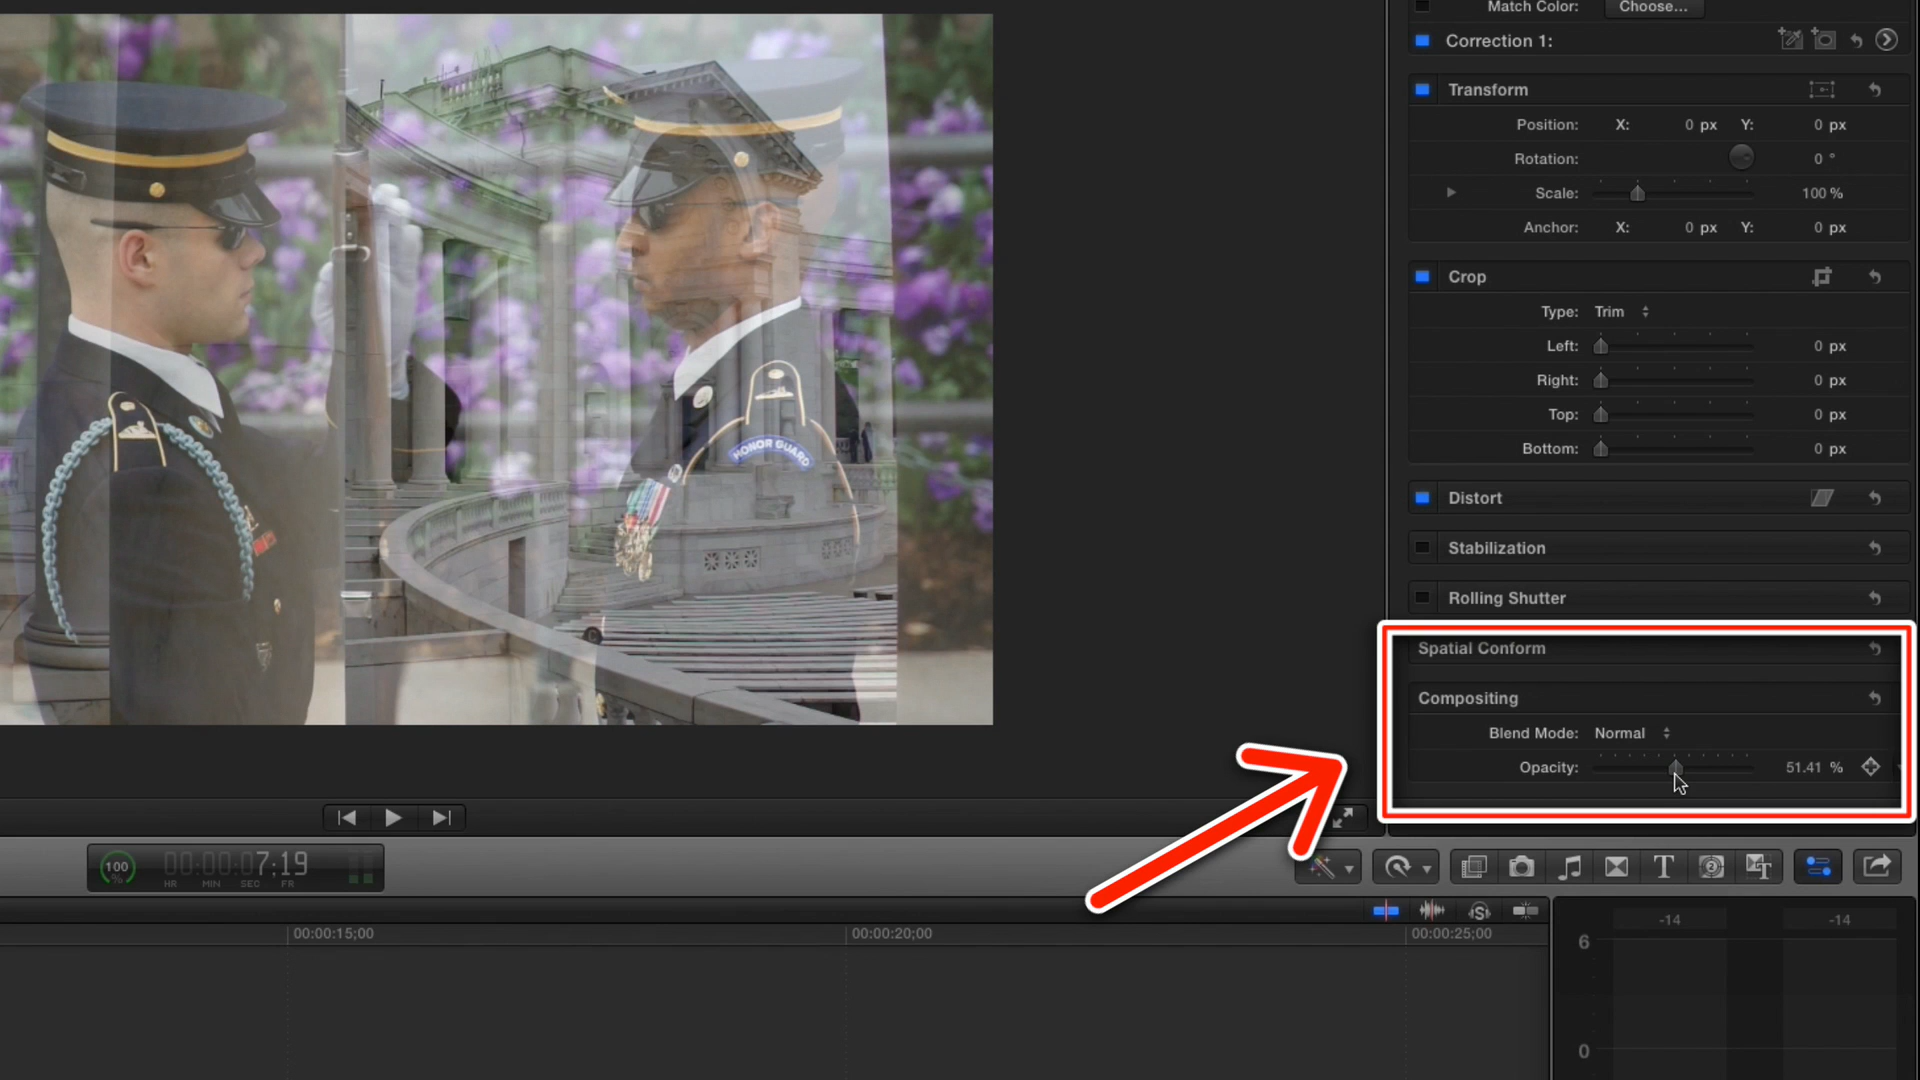 Match Color: Choose...
Correction 1:
Transform
Position: X: 0 px Y: 0 px
Rotation: 0 °
Scale: 100 %
Anchor: X: 0 px Y: 0 px
Crop
Type: Trim
Left: 0 px
Right: 0 px
Top: 0 px
Bottom: 0 px
Distort
Stabilization
Rolling Shutter
Spatial Conform
Compositing
Blend Mode: Normal
Opacity: 51.41 %
HONOR GUARD
100 % 00:00:07;19
HR MIN SEC FR
00:00:15;00 00:00:20;00 00:00:25;00
-14 -14
6
0